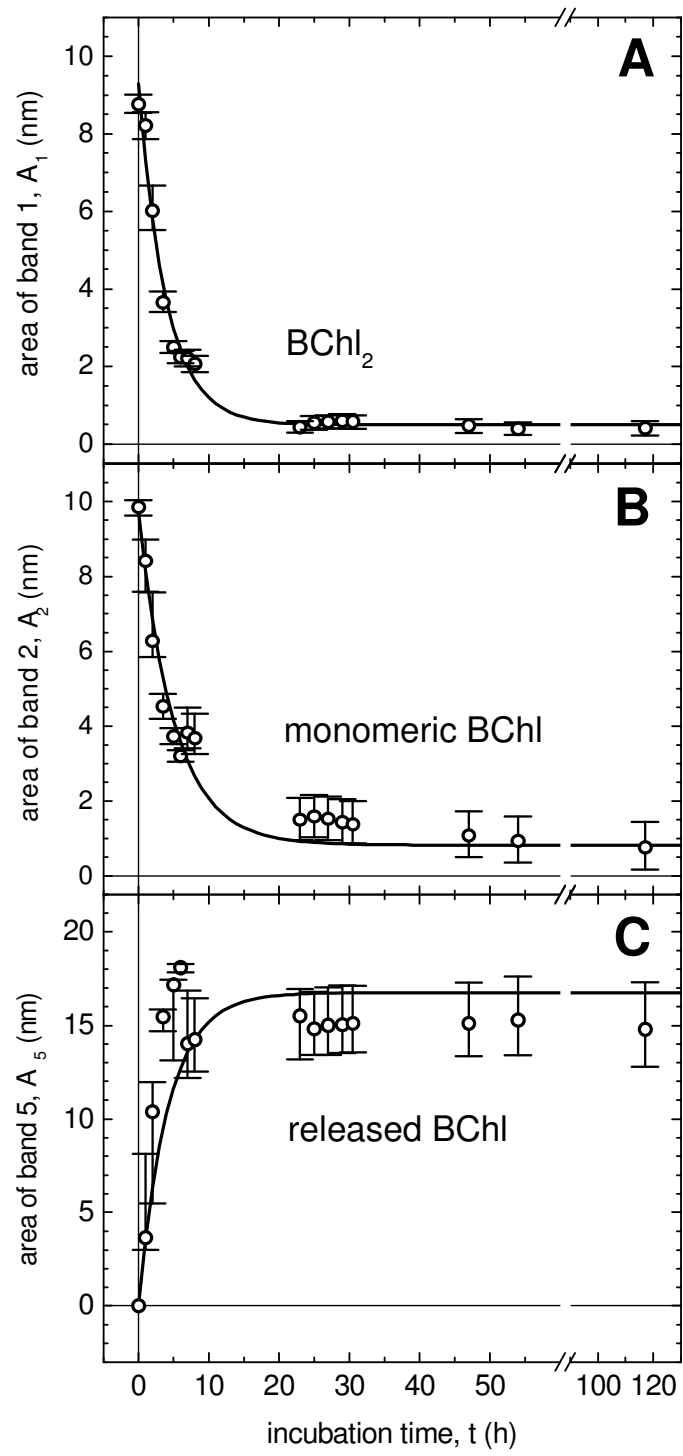 A
area of band 1, A₁ (nm)
10
8
6
4
2
0
BChl₂
B
area of band 2, A₂ (nm)
10
8
6
4
2
0
monomeric BChl
C
area of band 5, A₅ (nm)
20
15
10
5
0
released BChl
0 10 20 30 40 50 100 120
incubation time, t (h)